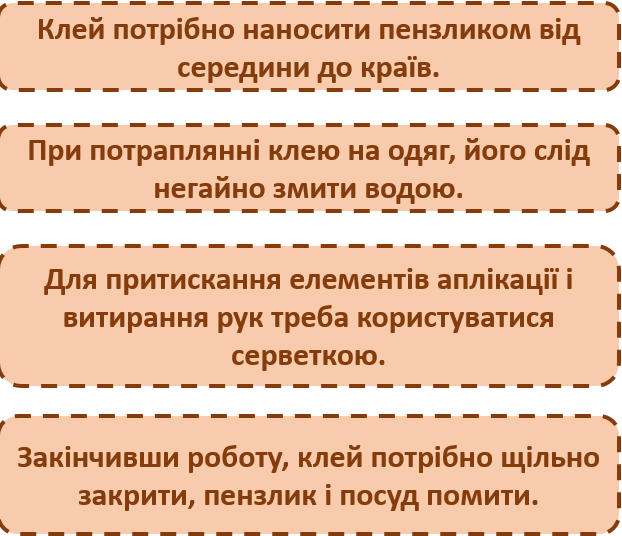 Клей потрібно наносити пензликом від
середини до країв.
При потраплянні клею на одяг, його слід
негайно змити водою.
Для притискання елементів аплікації і
витирання рук треба користуватися
серветкою.
Закінчивши роботу, клей потрібно щільно
закрити, пензлик і посуд помити.